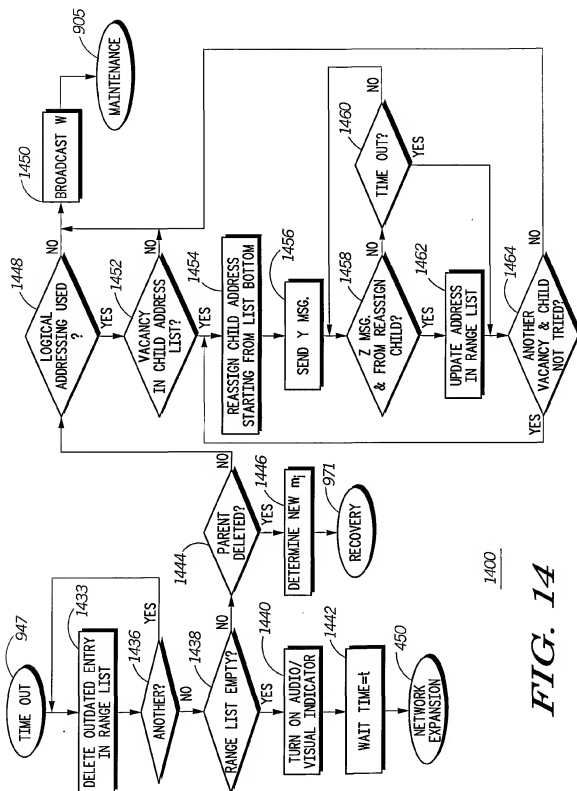 947
TIME OUT
1433
DELETE OUTDATED ENTRY
IN RANGE LIST
1436
ANOTHER?
YES
NO
1438
RANGE LIST EMPTY?
NO
YES
1440
TURN ON AUDIO/
VISUAL INDICATOR
1442
WAIT TIME=t
450
NETWORK
EXPANSION
1444
PARENT
DELETED?
NO
YES
1446
DETERMINE NEW mj
971
RECOVERY
1448
LOGICAL
ADDRESSING USED
?
NO
YES
1450
BROADCAST W
905
MAINTENANCE
1452
VACANCY
IN CHILD ADDRESS
LIST?
NO
YES
1454
REASSIGN CHILD ADDRESS
STARTING FROM LIST BOTTOM
1456
SEND Y MSG.
1458
Z MSG.
& FROM REASSIGN
CHILD?
NO
YES
1460
TIME OUT?
NO
YES
1462
UPDATE ADDRESS
IN RANGE LIST
1464
ANOTHER
VACANCY & CHILD
NOT TRIED?
NO
YES
1400
FIG. 14